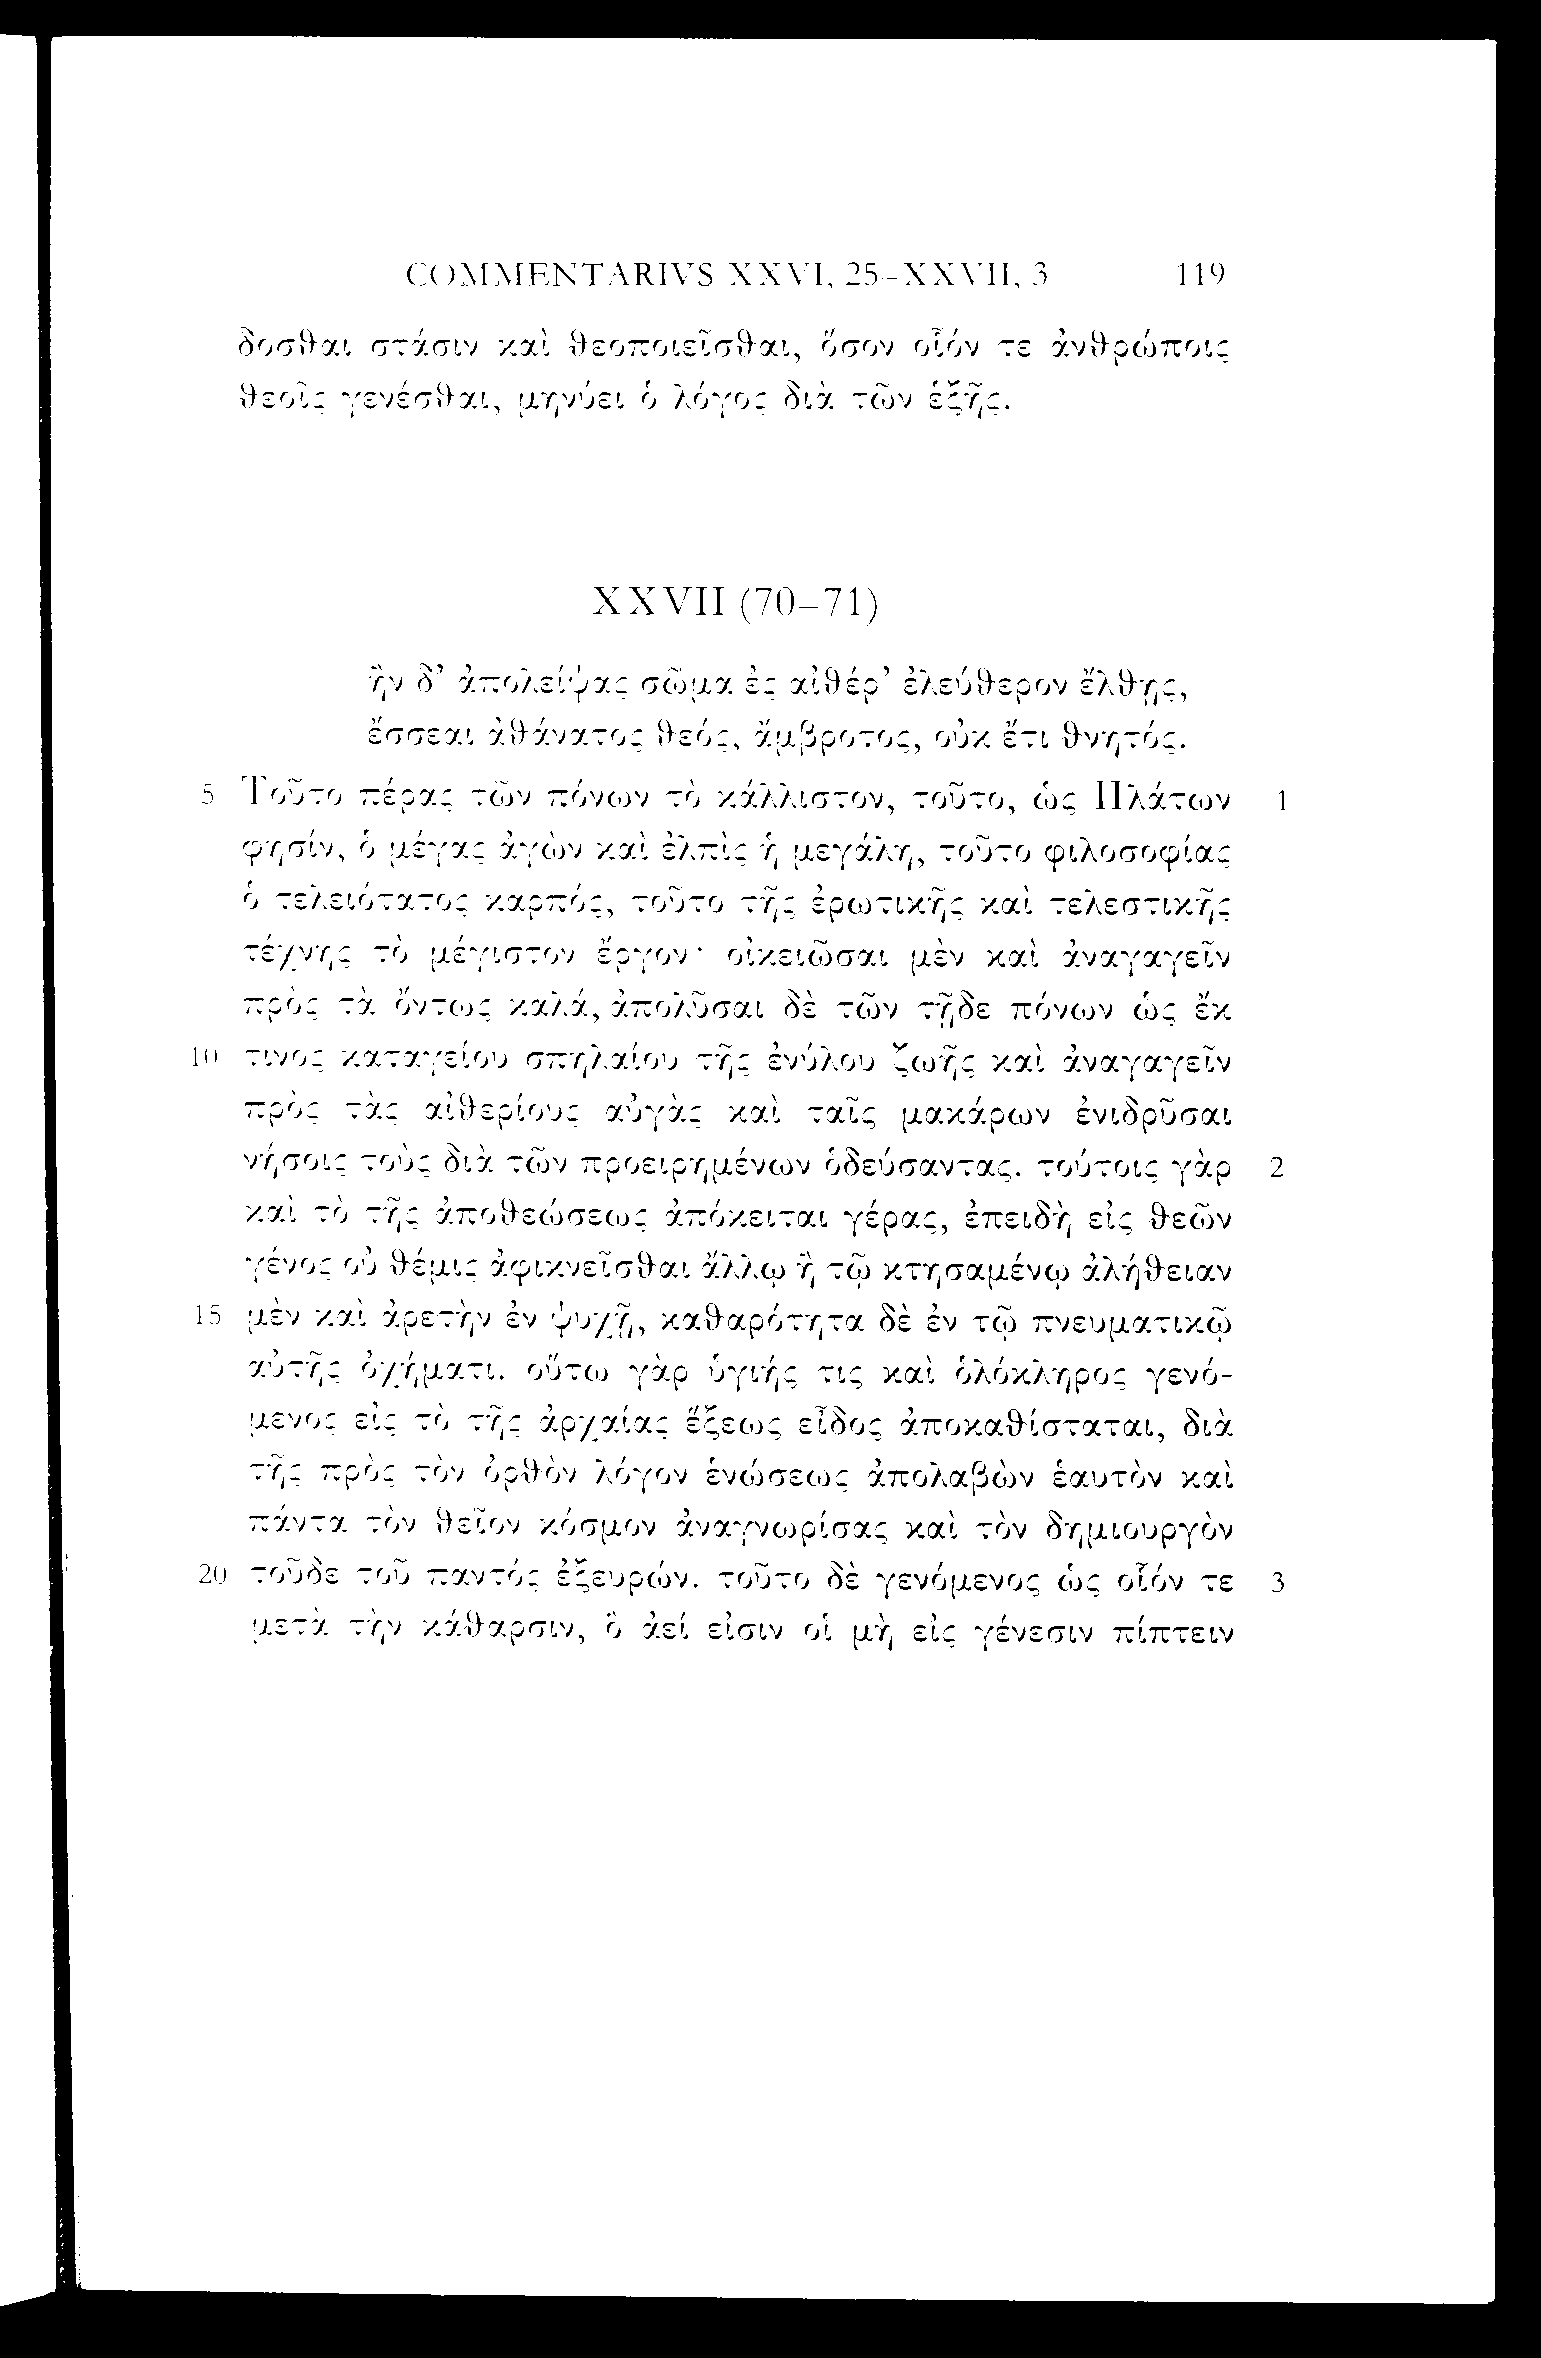 COMMENTARIVS XXVI, 25–XXVII, 3 119
δοσθαι στάσιν καὶ θεοποιεῖσθαι, ὅσον οἷόν τε ἀνθρώποις
θεοῖς γενέσθαι, μηνύει ὁ λόγος διὰ τῶν ἑξῆς.
XXVII (70–71)
ἢν δ’ ἀπολείψας σῶμα ἐς αἰθέρ’ ἐλεύθερον ἔλθῃς,
ἔσσεαι ἀθάνατος θεός, ἄμβροτος, οὐκ ἔτι θνητός.
5 Τοῦτο πέρας τῶν πόνων τὸ κάλλιστον, τοῦτο, ὡς Πλάτων 1
φησίν, ὁ μέγας ἀγὼν καὶ ἐλπὶς ἡ μεγάλη, τοῦτο φιλοσοφίας
ὁ τελειότατος καρπός, τοῦτο τῆς ἐρωτικῆς καὶ τελεστικῆς
τέχνης τὸ μέγιστον ἔργον· οἰκειῶσαι μὲν καὶ ἀναγαγεῖν
πρὸς τὰ ὄντως καλά, ἀπολῦσαι δὲ τῶν τῇδε πόνων ὡς ἔκ
10 τινος καταγείου σπηλαίου τῆς ἐνύλου ζωῆς καὶ ἀναγαγεῖν
πρὸς τὰς αἰθερίους αὐγὰς καὶ ταῖς μακάρων ἐνιδρῦσαι
νήσοις τοὺς διὰ τῶν προειρημένων ὁδεύσαντας. τούτοις γὰρ 2
καὶ τὸ τῆς ἀποθεώσεως ἀπόκειται γέρας, ἐπειδὴ εἰς θεῶν
γένος οὐ θέμις ἀφικνεῖσθαι ἄλλῳ ἢ τῷ κτησαμένῳ ἀλήθειαν
15 μὲν καὶ ἀρετὴν ἐν ψυχῇ, καθαρότητα δὲ ἐν τῷ πνευματικῷ
αὐτῆς ὀχήματι. οὕτω γὰρ ὑγιής τις καὶ ὁλόκληρος γενό-
μενος εἰς τὸ τῆς ἀρχαίας ἕξεως εἶδος ἀποκαθίσταται, διὰ
τῆς πρὸς τὸν ὀρθὸν λόγον ἑνώσεως ἀπολαβὼν ἑαυτὸν καὶ
πάντα τὸν θεῖον κόσμον ἀναγνωρίσας καὶ τὸν δημιουργὸν
20 τοῦδε τοῦ παντὸς ἐξευρών. τοῦτο δὲ γενόμενος ὡς οἷόν τε 3
μετὰ τὴν κάθαρσιν, ὃ ἀεί εἰσιν οἱ μὴ εἰς γένεσιν πίπτειν